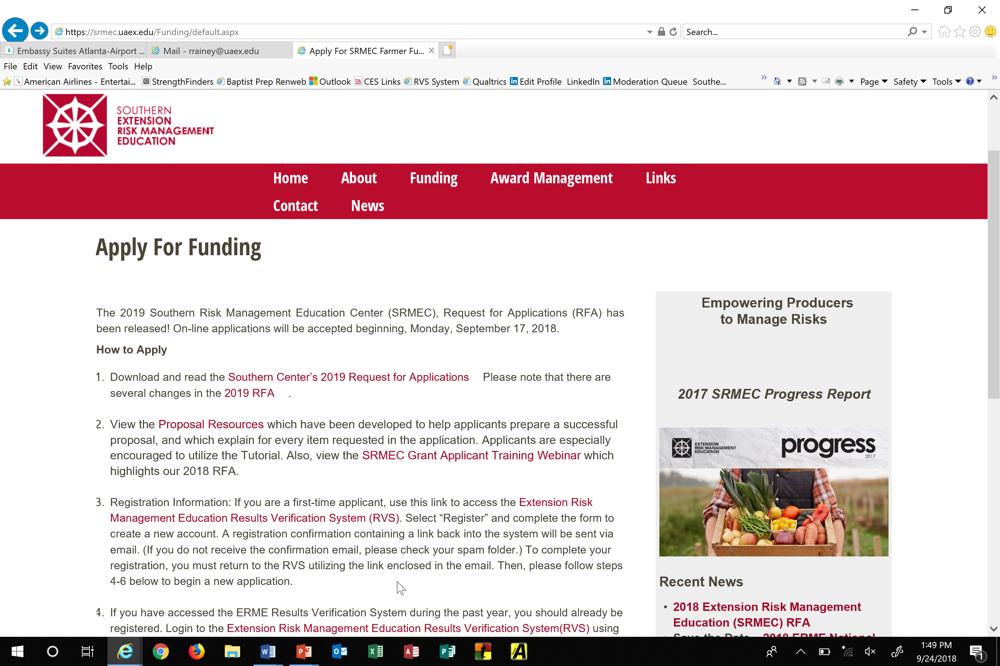 https://srmec.uaex.edu/Funding/default.aspx
Search...
Embassy Suites Atlanta-Airport ...
Mail - rrainey@uaex.edu
Apply For SRMEC Farmer Fu...
File Edit View Favorites Tools Help
American Airlines - Entertai... StrengthFinders Baptist Prep Renweb Outlook CES Links RVS System Qualtrics Edit Profile LinkedIn Moderation Queue Southe... Page Safety Tools
SOUTHERN
EXTENSION
RISK MANAGEMENT
EDUCATION
Home About Funding Award Management Links
Contact News
Apply For Funding
The 2019 Southern Risk Management Education Center (SRMEC), Request for Applications (RFA) has
been released! On-line applications will be accepted beginning, Monday, September 17, 2018.
How to Apply
1. Download and read the Southern Center's 2019 Request for Applications Please note that there are
several changes in the 2019 RFA .
2. View the Proposal Resources which have been developed to help applicants prepare a successful
proposal, and which explain for every item requested in the application. Applicants are especially
encouraged to utilize the Tutorial. Also, view the SRMEC Grant Applicant Training Webinar which
highlights our 2018 RFA.
3. Registration Information: If you are a first-time applicant, use this link to access the Extension Risk
Management Education Results Verification System (RVS). Select “Register” and complete the form to
create a new account. A registration confirmation containing a link back into the system will be sent via
email. (If you do not receive the confirmation email, please check your spam folder.) To complete your
registration, you must return to the RVS utilizing the link enclosed in the email. Then, please follow steps
4-6 below to begin a new application.
4. If you have accessed the ERME Results Verification System during the past year, you should already be
registered. Login to the Extension Risk Management Education Results Verification System(RVS) using
Empowering Producers
to Manage Risks
2017 SRMEC Progress Report
EXTENSION
RISK MANAGEMENT
EDUCATION
progress
2017
Recent News
• 2018 Extension Risk Management
Education (SRMEC) RFA
• Save the Date - 2018 ERME National
1:49 PM
9/24/2018
1